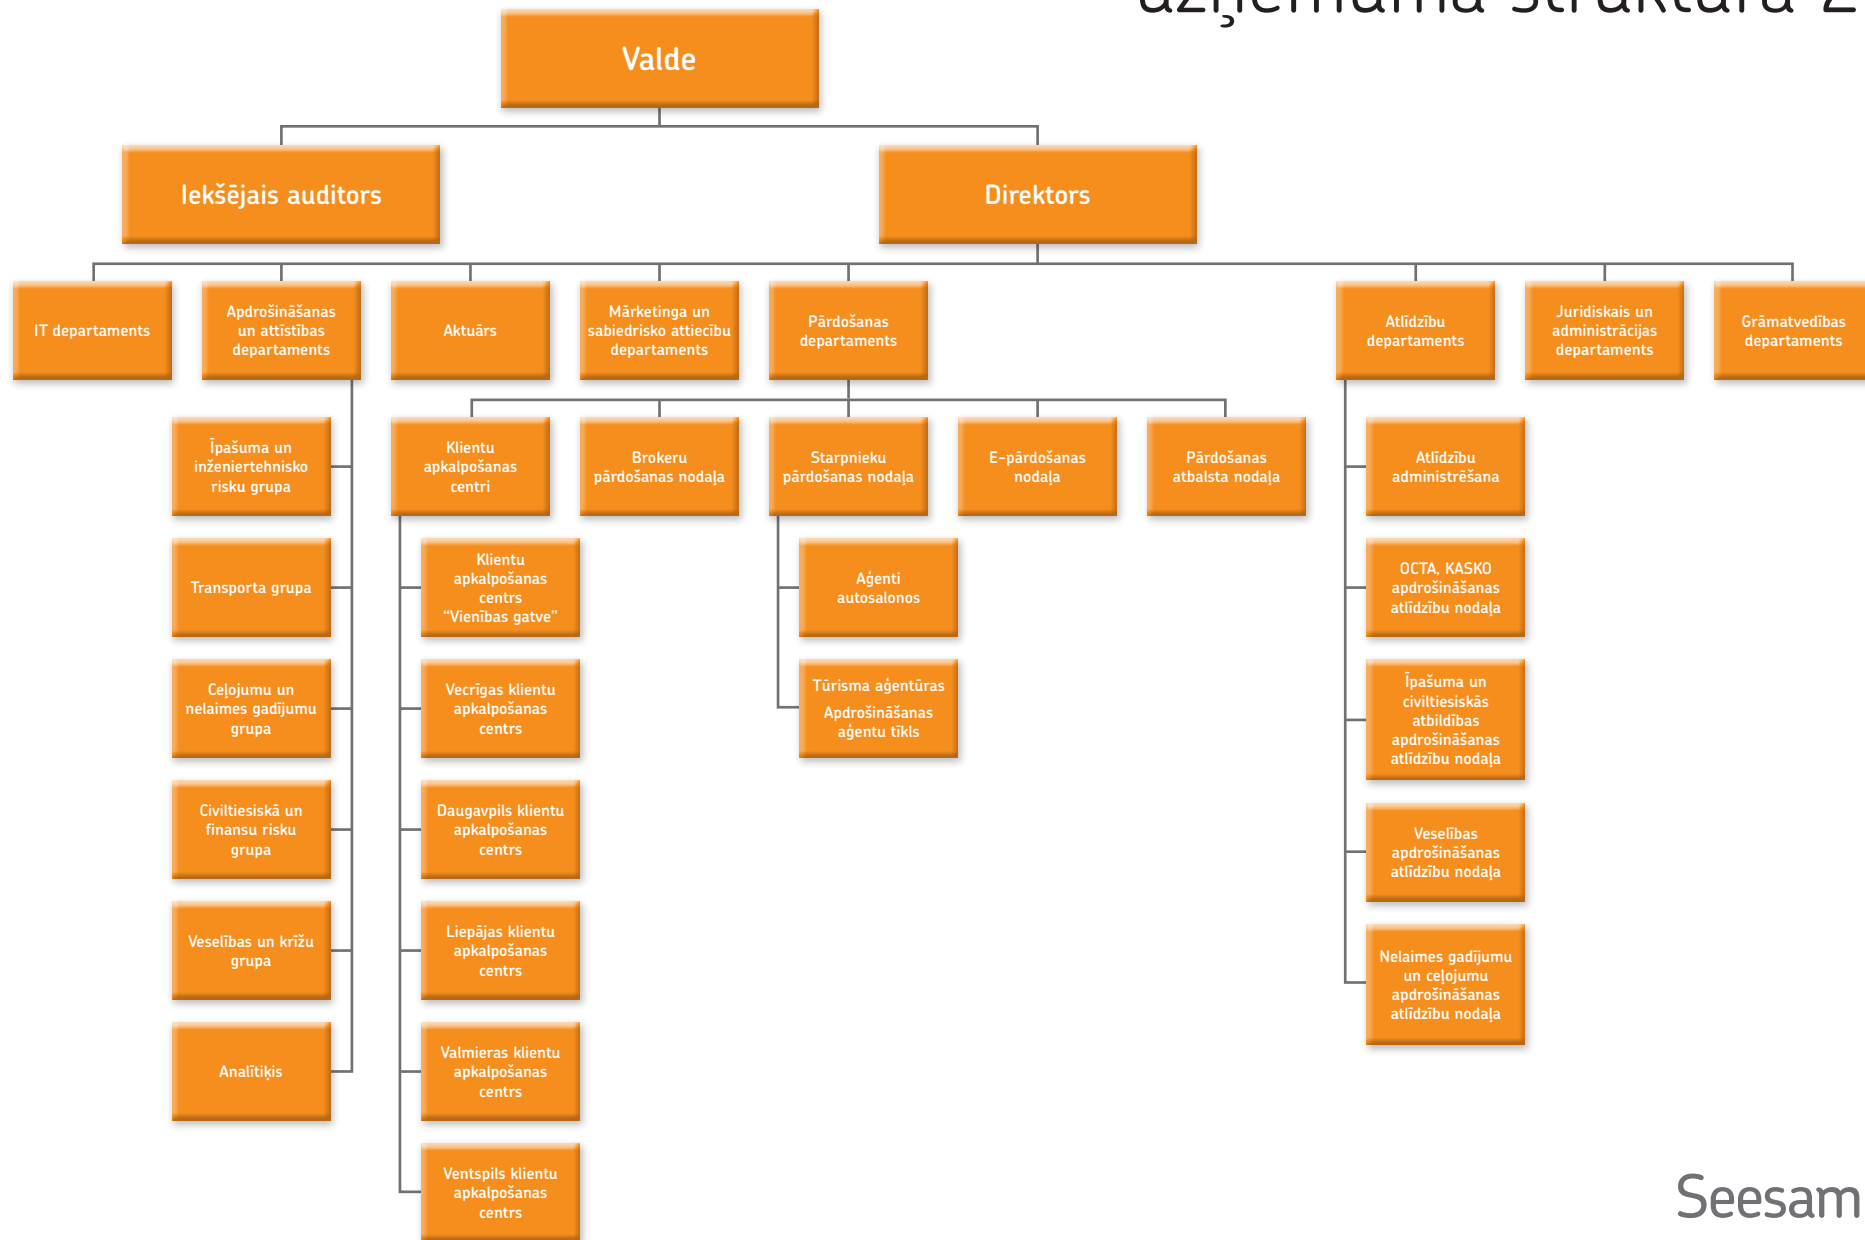 uzņēmuma struktūra 2
Valde
Iekšējais auditors
Direktors
IT departaments
Apdrošināšanas
un attīstības
departaments
Aktuārs
Mārketinga un
sabiedrisko attiecību
departaments
Pārdošanas
departaments
Atlīdzību
departaments
Juridiskais un
administrācijas
departaments
Grāmatvedības
departaments
Īpašuma un
inženiertehnisko
risku grupa
Transporta grupa
Ceļojumu un
nelaimes gadījumu
grupa
Civiltiesiskā un
finansu risku
grupa
Veselības un krīžu
grupa
Analītiķis
Klientu
apkalpošanas
centri
Brokeru
pārdošanas nodaļa
Starpnieku
pārdošanas nodaļa
E-pārdošanas
nodaļa
Pārdošanas
atbalsta nodaļa
Klientu
apkalpošanas
centrs
“Vienības gatve”
Vecrīgas klientu
apkalpošanas
centrs
Daugavpils klientu
apkalpošanas
centrs
Liepājas klientu
apkalpošanas
centrs
Valmieras klientu
apkalpošanas
centrs
Ventspils klientu
apkalpošanas
centrs
Aģenti
autosalonos
Tūrisma aģentūras
Apdrošināšanas
aģentu tīkls
Atlīdzību
administrēšana
OCTA, KASKO
apdrošināšanas
atlīdzību nodaļa
Īpašuma un
civiltiesiskās
atbildības
apdrošināšanas
atlīdzību nodaļa
Veselības
apdrošināšanas
atlīdzību nodaļa
Nelaimes gadījumu
un ceļojumu
apdrošināšanas
atlīdzību nodaļa
Seesam